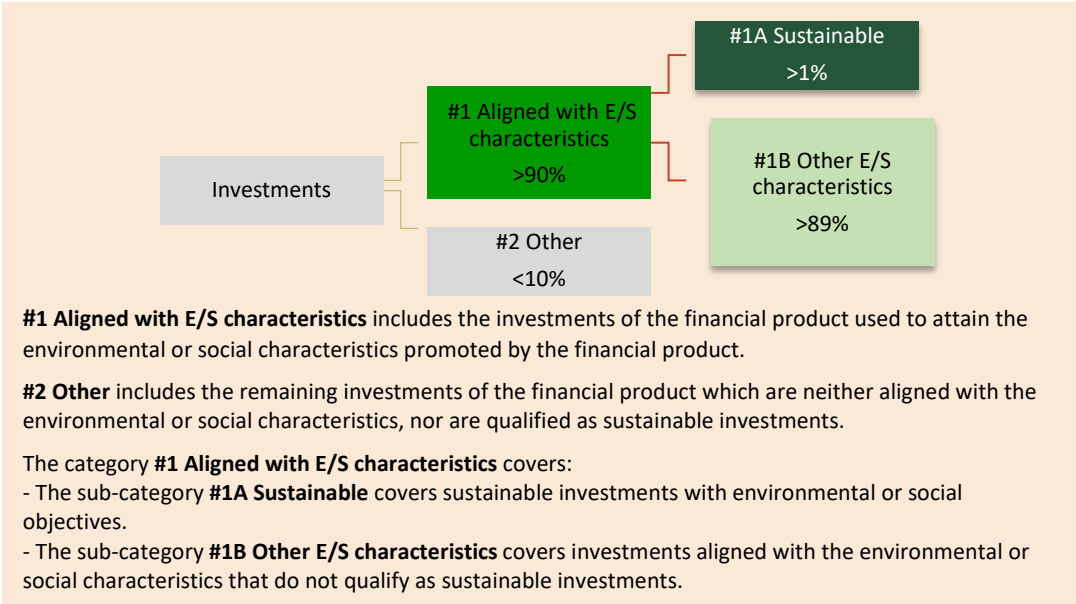 #1A Sustainable
>1%
#1 Aligned with E/S
characteristics
>90%
#1B Other E/S
characteristics
>89%
Investments
#2 Other
<10%
#1 Aligned with E/S characteristics includes the investments of the financial product used to attain the
environmental or social characteristics promoted by the financial product.
#2 Other includes the remaining investments of the financial product which are neither aligned with the
environmental or social characteristics, nor are qualified as sustainable investments.
The category #1 Aligned with E/S characteristics covers:
- The sub-category #1A Sustainable covers sustainable investments with environmental or social
objectives.
- The sub-category #1B Other E/S characteristics covers investments aligned with the environmental or
social characteristics that do not qualify as sustainable investments.